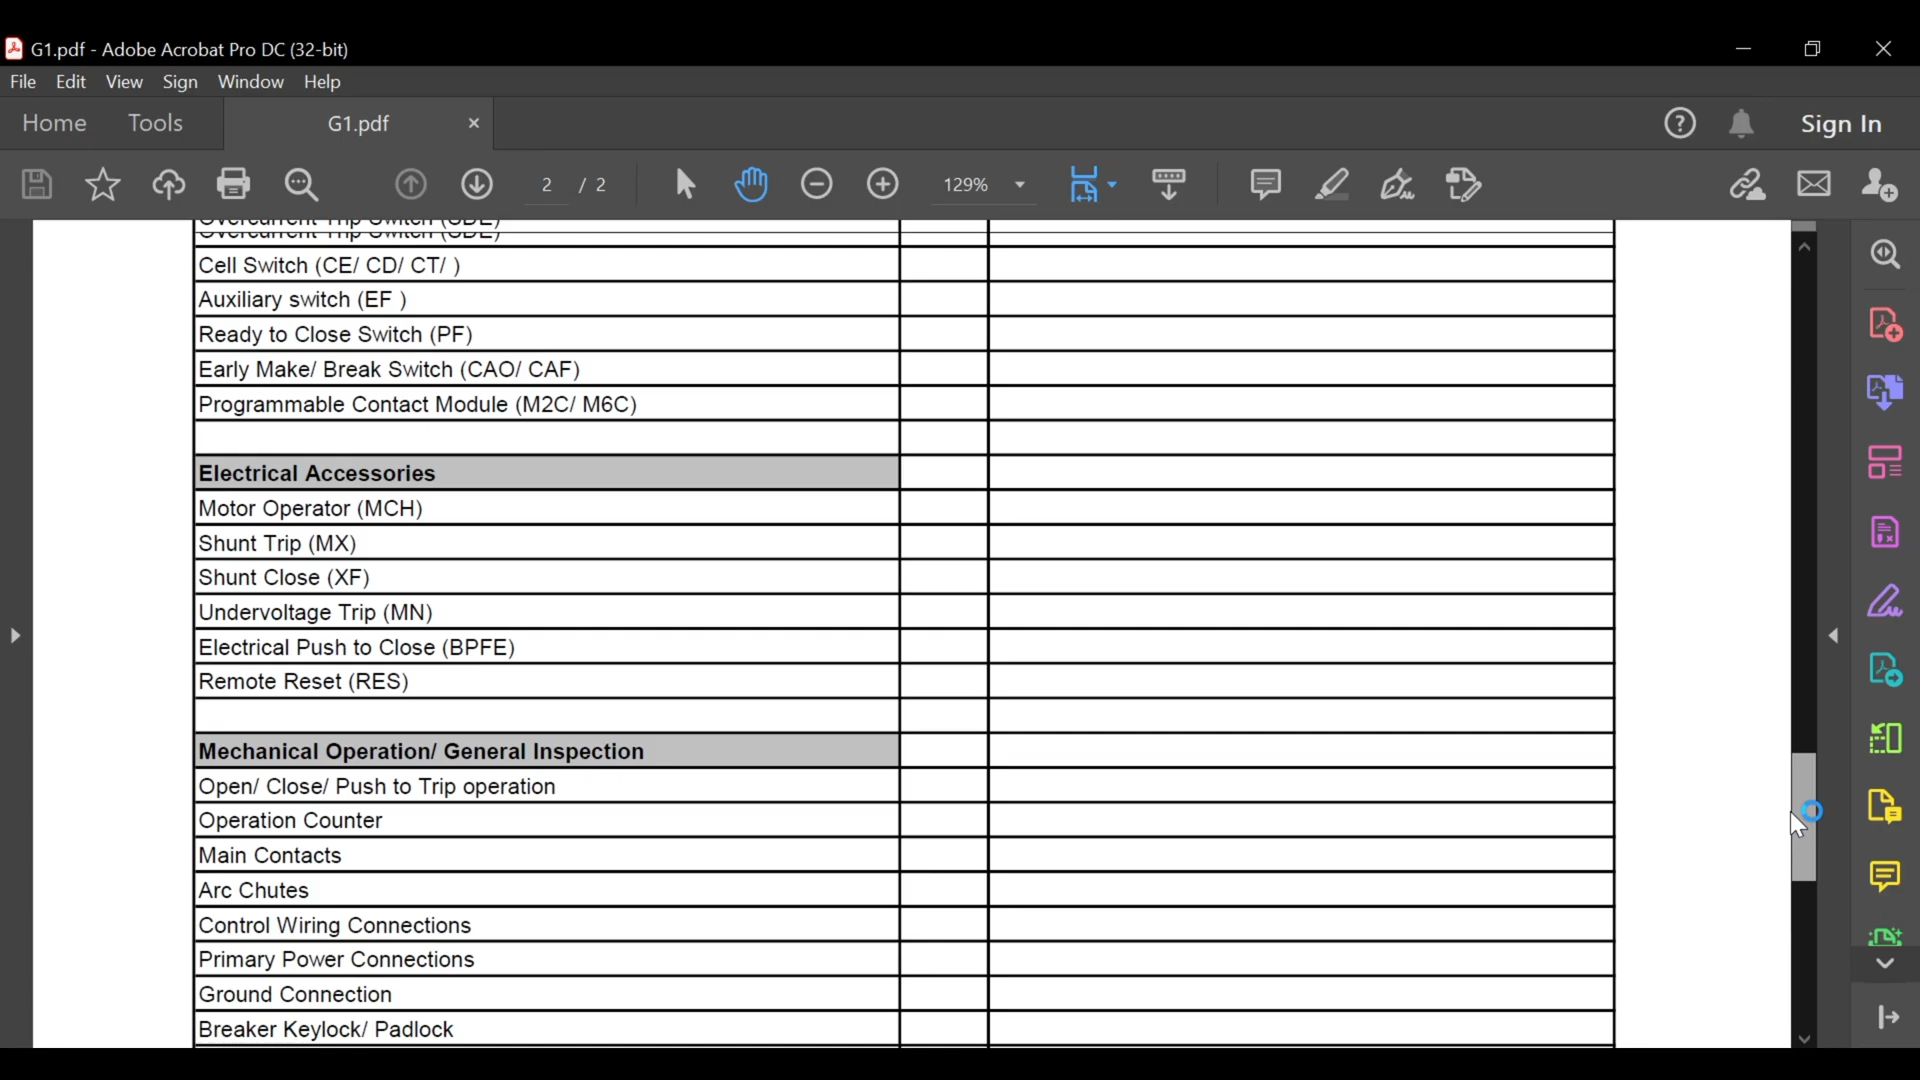 G1.pdf - Adobe Acrobat Pro DC (32-bit)
File Edit View Sign Window Help
Home Tools G1.pdf × Sign In
2 / 2 129%
Overcurrent Trip Switch (SDE)
Cell Switch (CE/ CD/ CT/ )
Auxiliary switch (EF )
Ready to Close Switch (PF)
Early Make/ Break Switch (CAO/ CAF)
Programmable Contact Module (M2C/ M6C)
Electrical Accessories
Motor Operator (MCH)
Shunt Trip (MX)
Shunt Close (XF)
Undervoltage Trip (MN)
Electrical Push to Close (BPFE)
Remote Reset (RES)
Mechanical Operation/ General Inspection
Open/ Close/ Push to Trip operation
Operation Counter
Main Contacts
Arc Chutes
Control Wiring Connections
Primary Power Connections
Ground Connection
Breaker Keylock/ Padlock